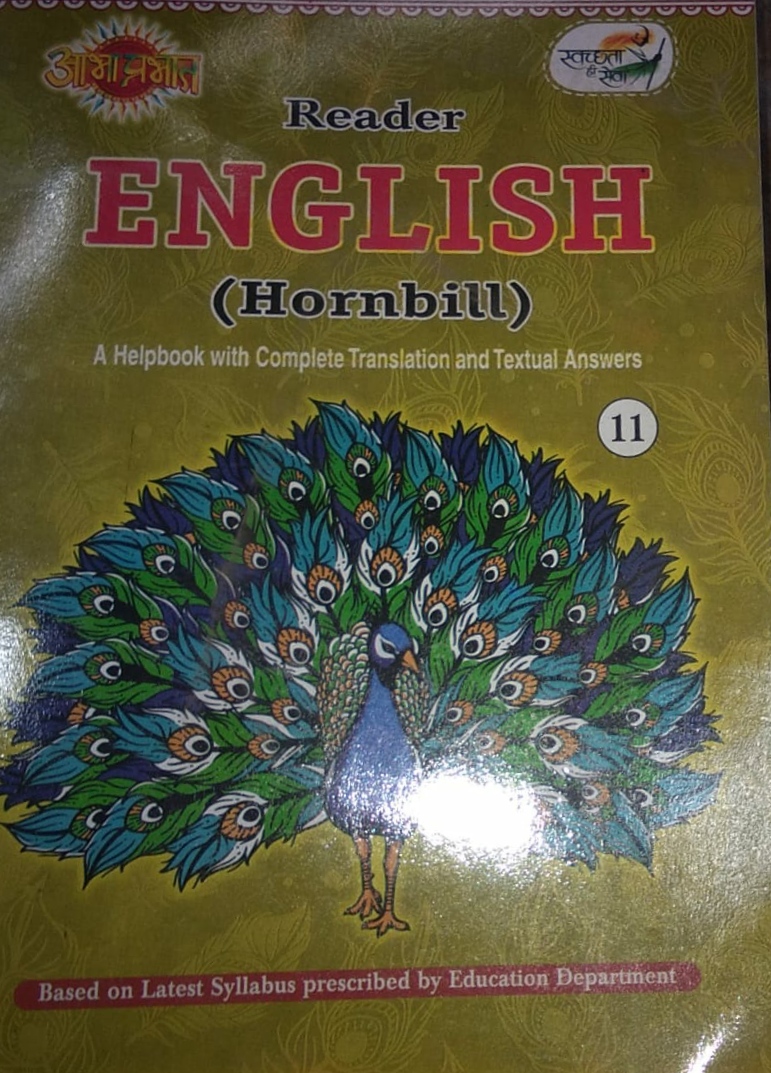 आभा प्रभात
स्वच्छता
ही सेवा
Reader
ENGLISH
(Hornbill)
A Helpbook with Complete Translation and Textual Answers
11
Based on Latest Syllabus prescribed by Education Department